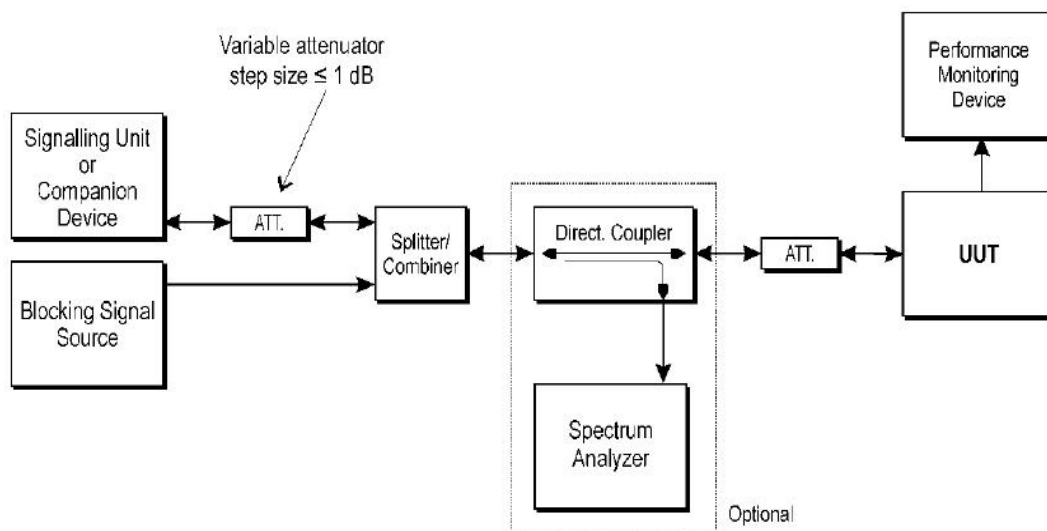 Variable attenuator
step size ≤ 1 dB
Performance
Monitoring
Device
Signalling Unit
or
Companion
Device
ATT.
Splitter/
Combiner
Direct. Coupler
ATT.
UUT
Blocking Signal
Source
Spectrum
Analyzer
Optional